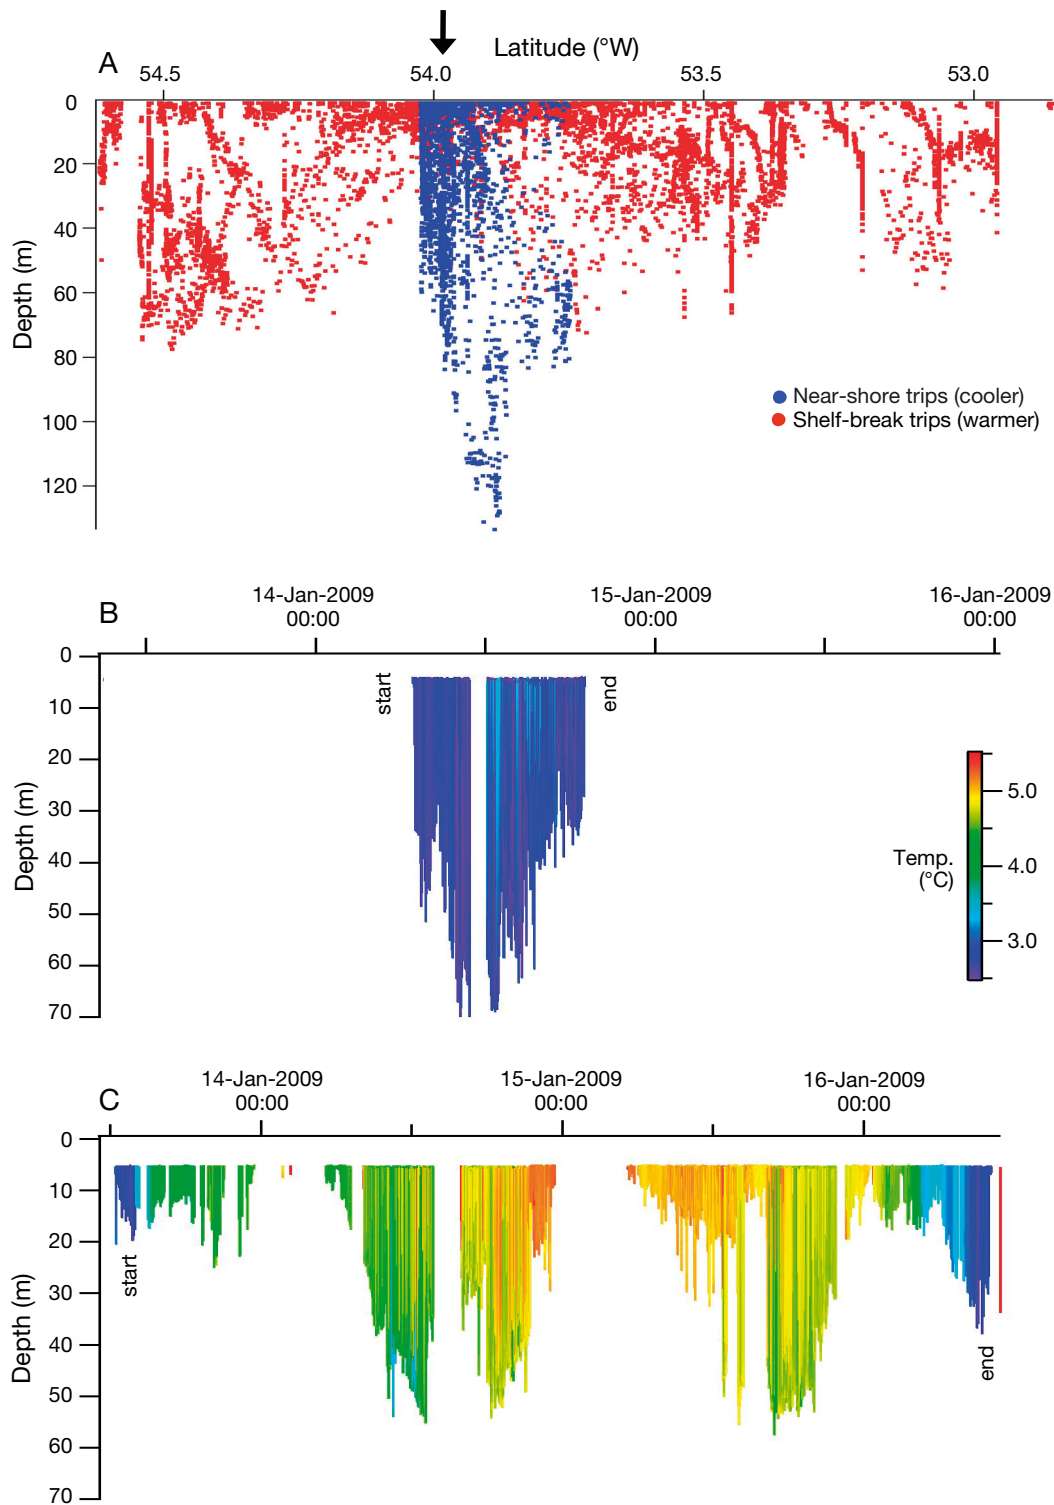 A
Latitude (°W)
54.5 54.0 53.5 53.0
0
20
40
60
80
100
120
Depth (m)
Near-shore trips (cooler)
Shelf-break trips (warmer)
B
14-Jan-2009 15-Jan-2009 16-Jan-2009
00:00 00:00 00:00
0
10
20
30
40
50
60
70
Depth (m)
start
end
Temp.
(°C)
5.0
4.0
3.0
C
14-Jan-2009 15-Jan-2009 16-Jan-2009
00:00 00:00 00:00
0
10
20
30
40
50
60
70
Depth (m)
start
end